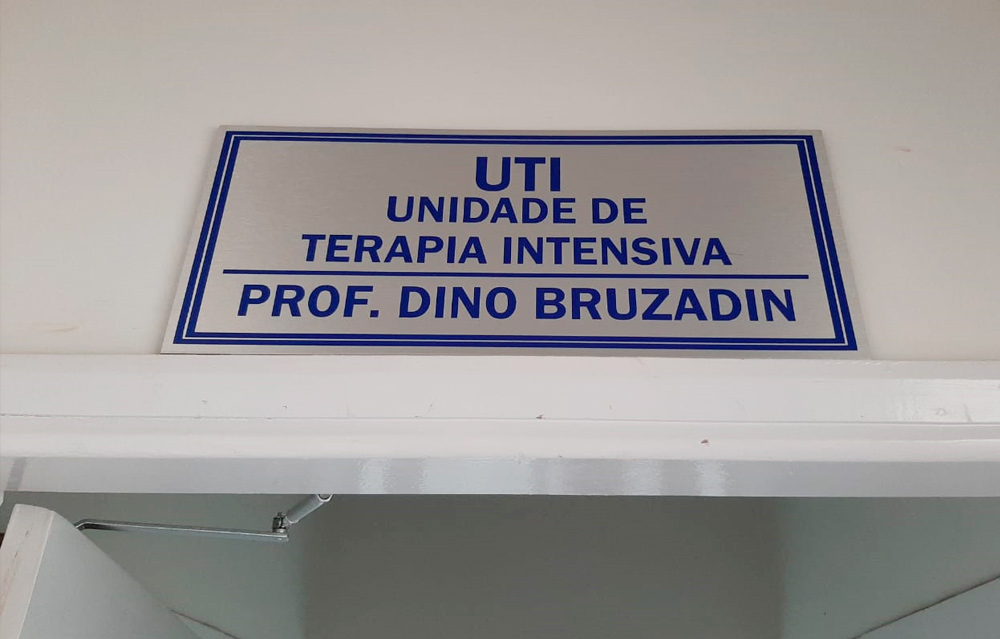 UTI
UNIDADE DE
TERAPIA INTENSIVA
PROF. DINO BRUZADIN